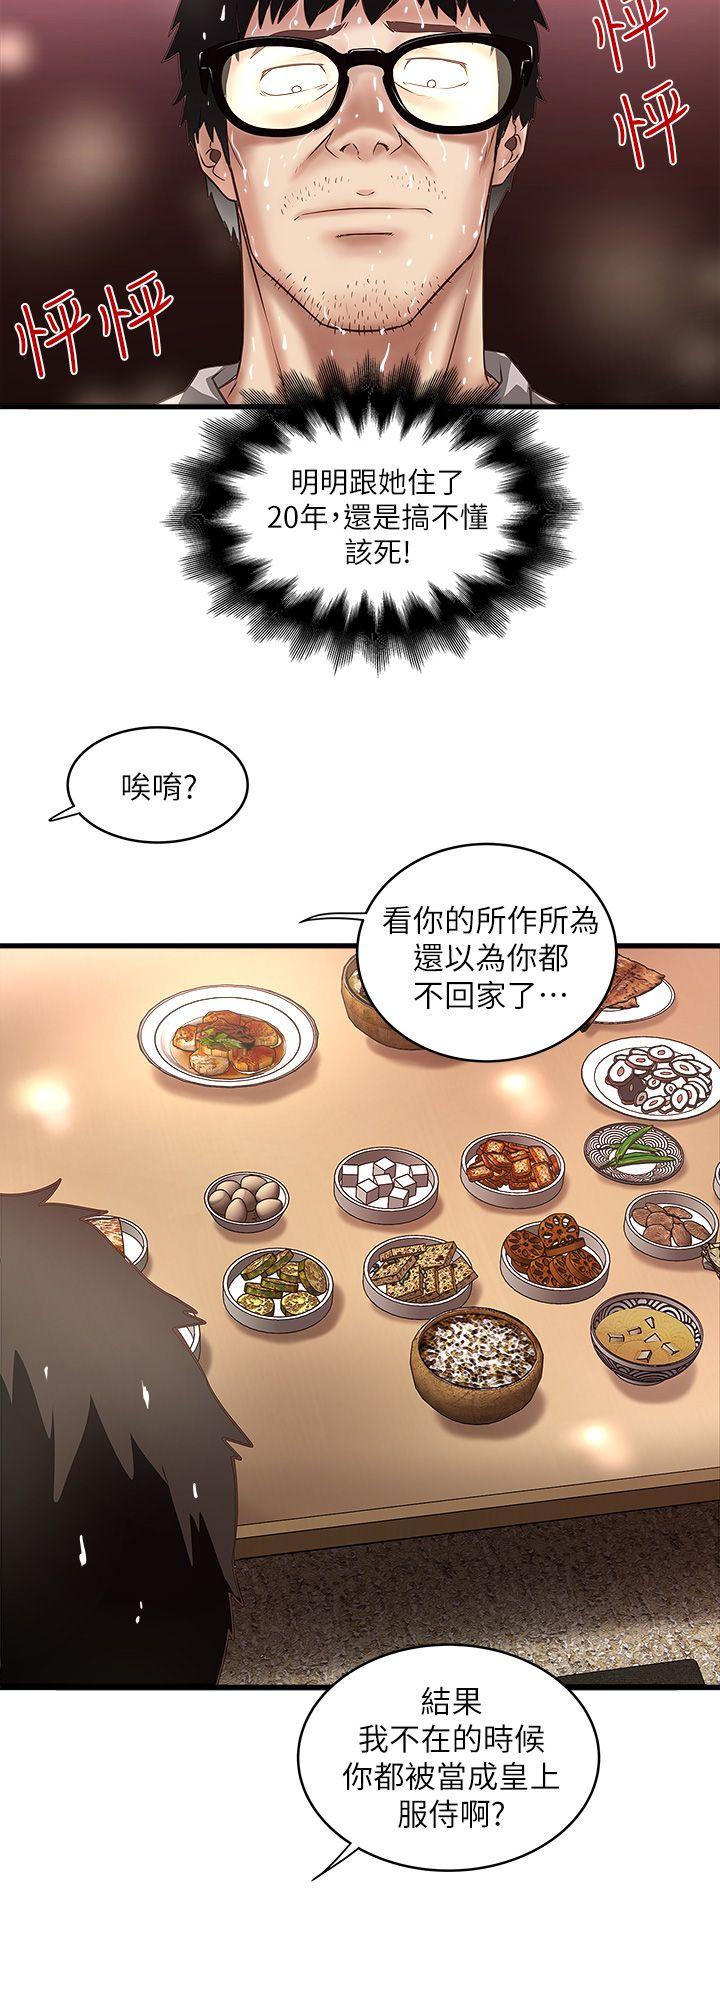 怦
怦
怦怦
明明跟她住了
20年，還是搞不懂
該死!
唉唷?
看你的所作所為
還以為你都
不回家了…
結果
我不在的時候
你都被當成皇上
服侍啊?